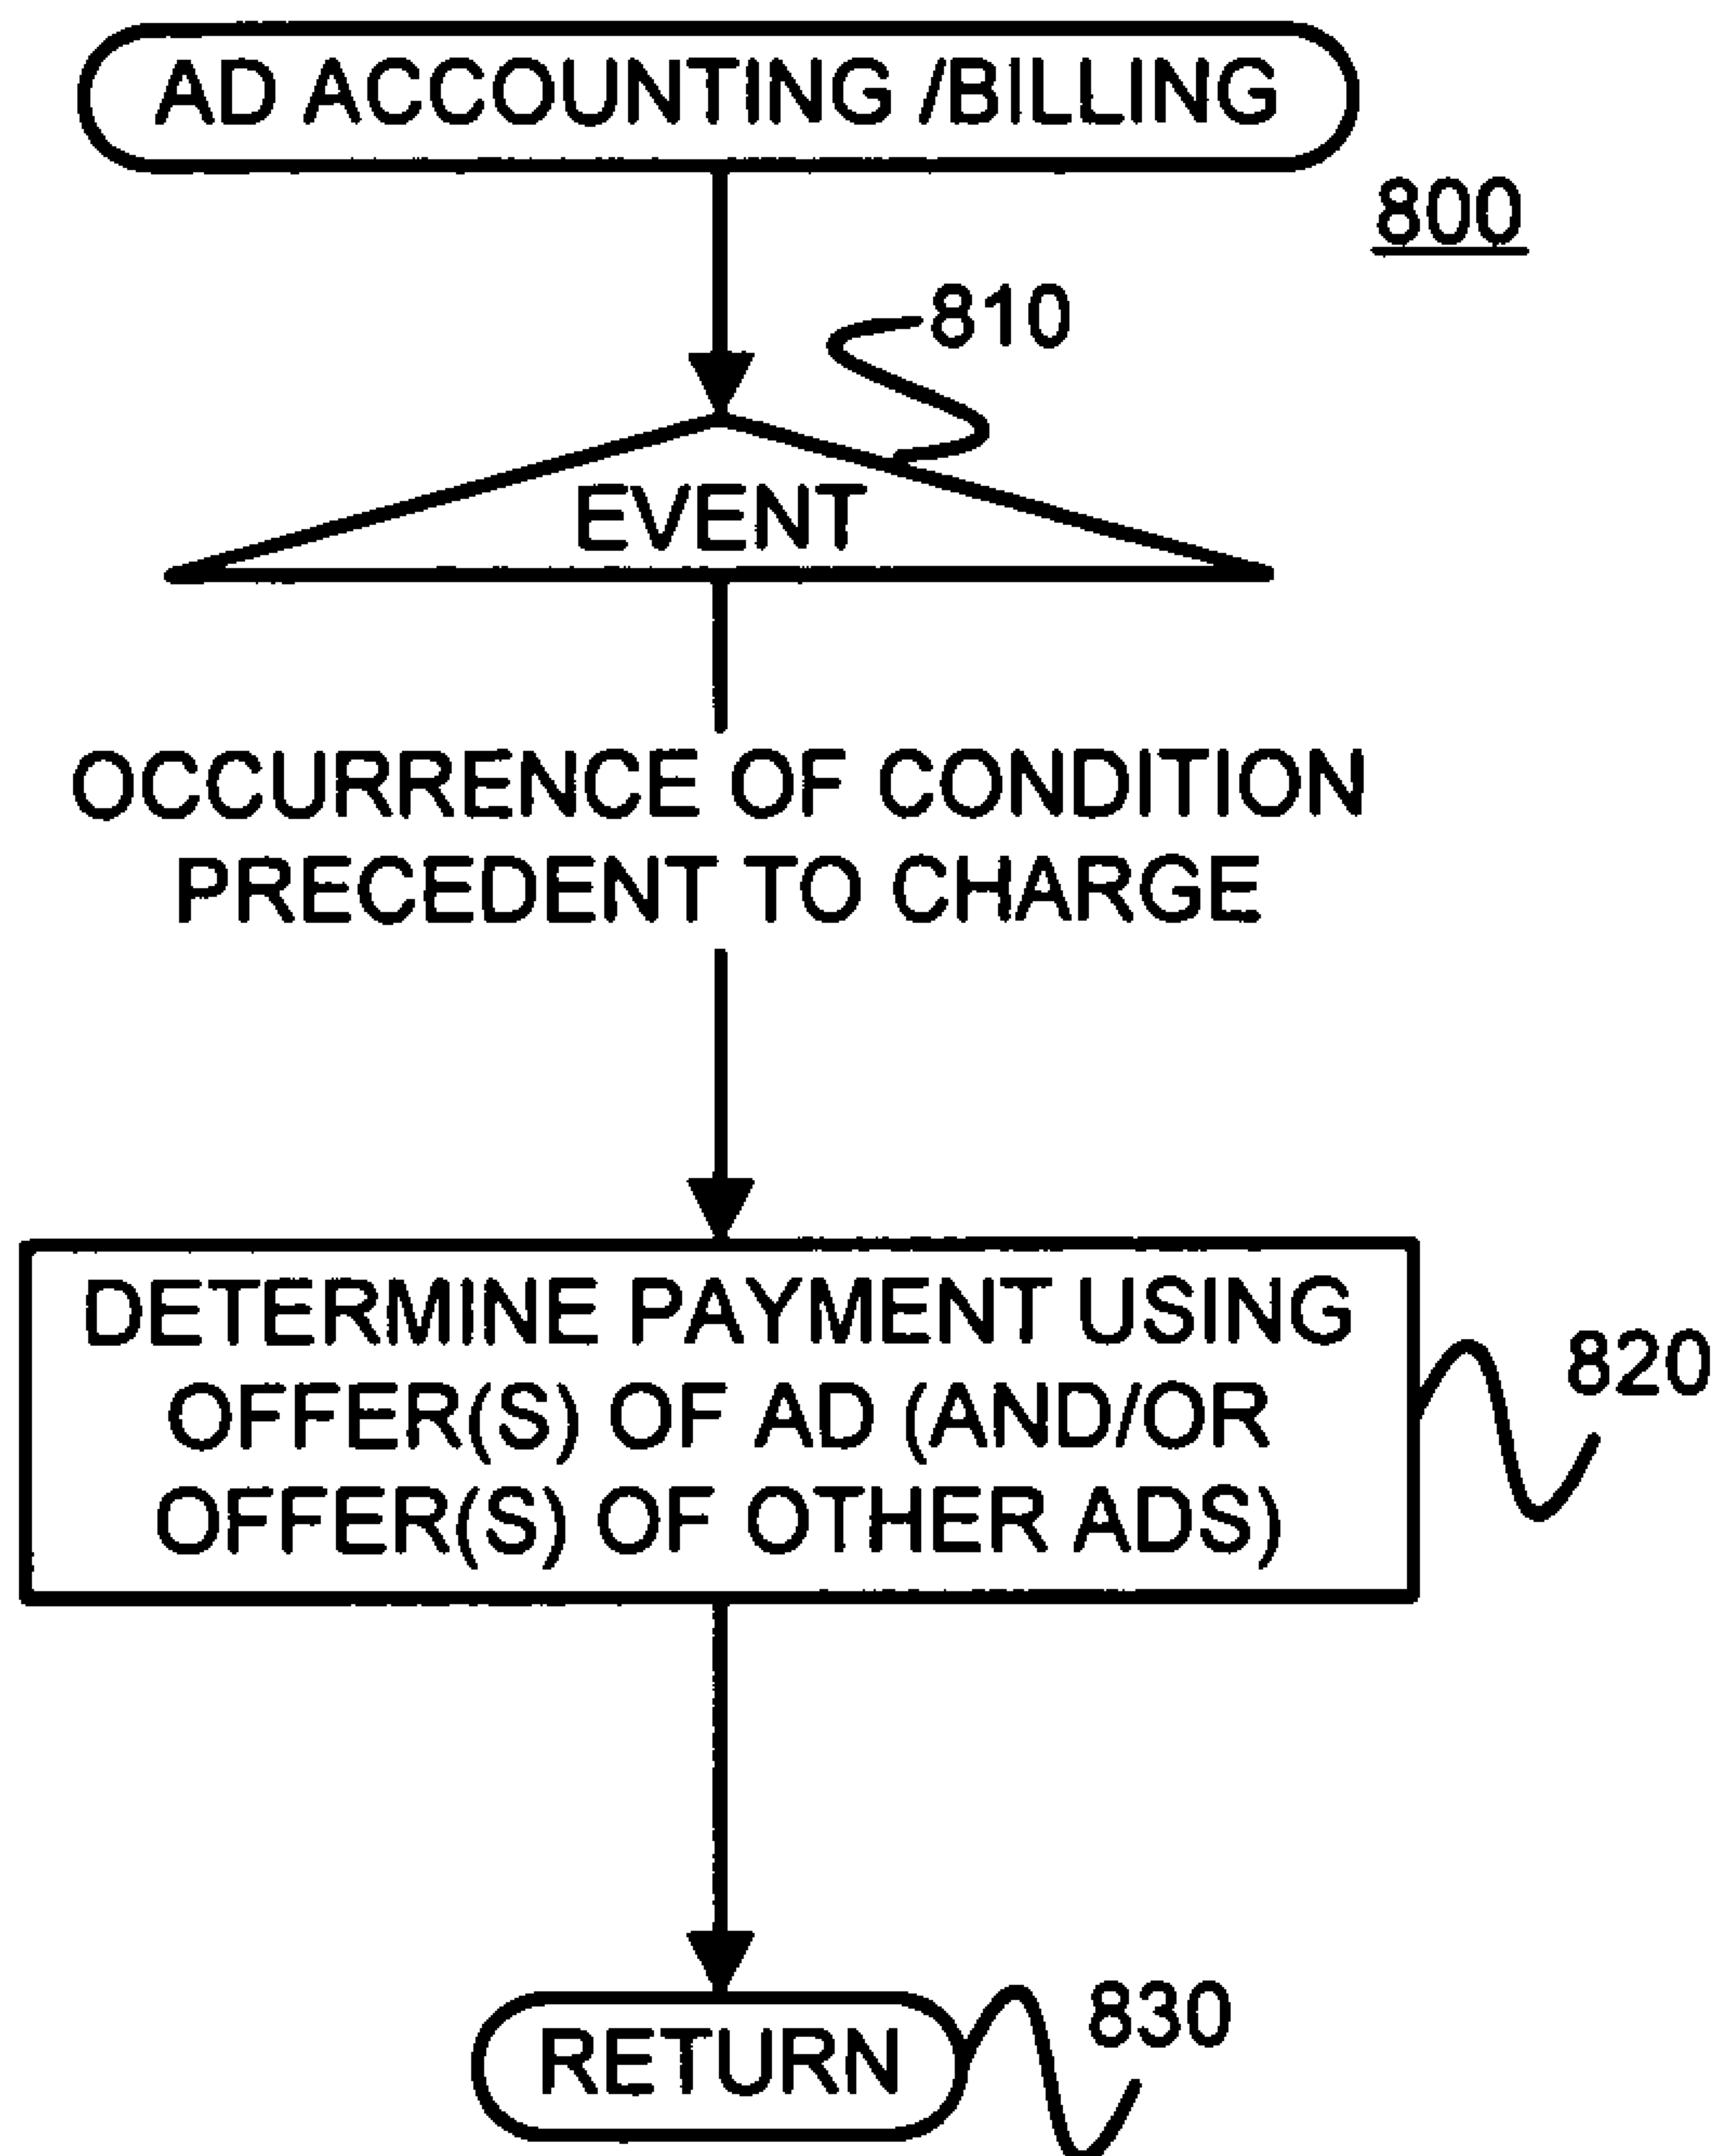 AD ACCOUNTING /BILLING
800
810
EVENT
OCCURRENCE OF CONDITION
PRECEDENT TO CHARGE
DETERMINE PAYMENT USING
OFFER(S) OF AD (AND/OR
OFFER(S) OF OTHER ADS)
820
RETURN
830